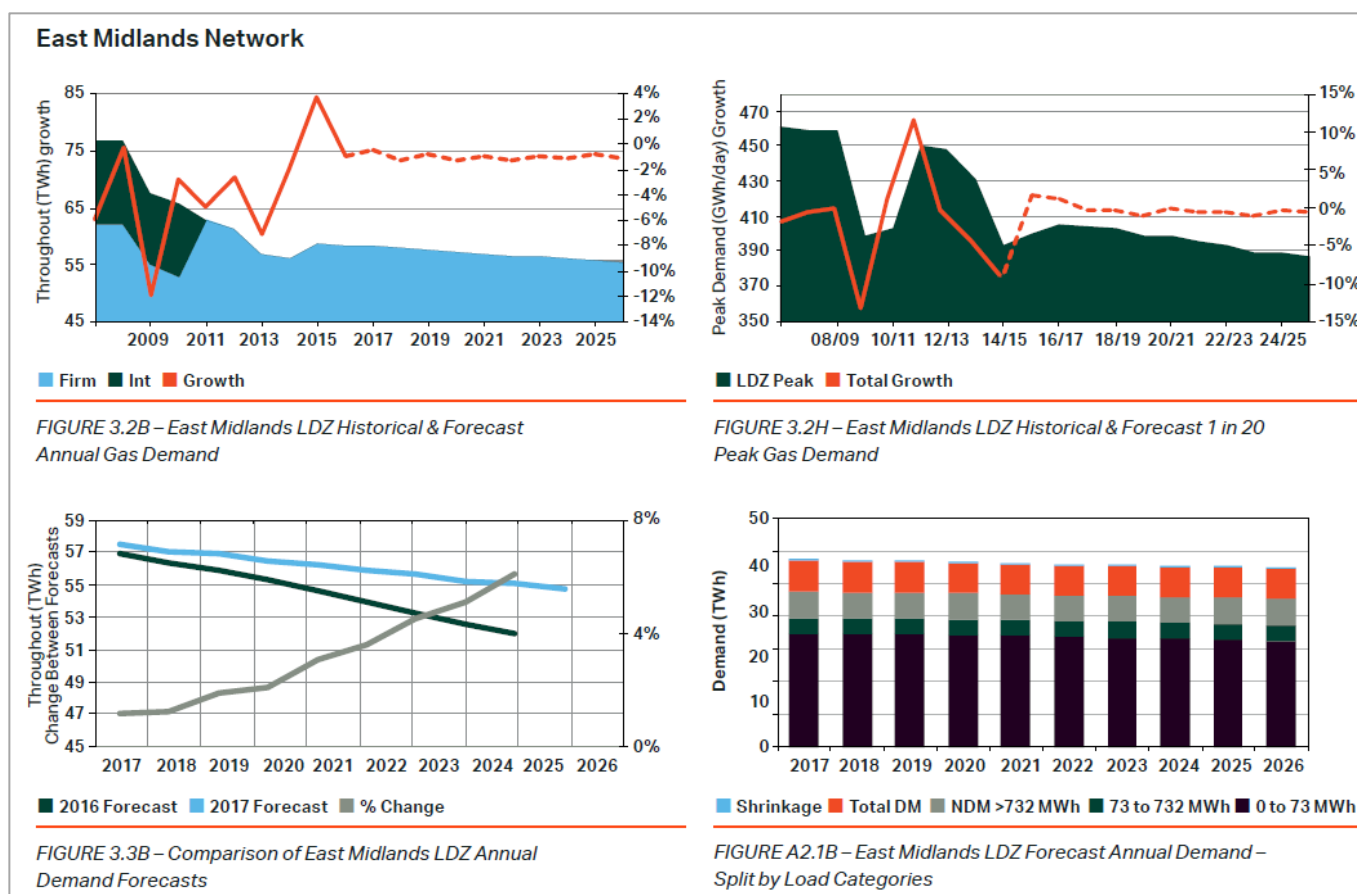 East Midlands Network
Throughout (TWh) growth
85
75
65
55
45
4%
2%
0%
-2%
-4%
-6%
-8%
-10%
-12%
-14%
2009 2011 2013 2015 2017 2019 2021 2023 2025
Firm Int Growth
FIGURE 3.2B – East Midlands LDZ Historical & Forecast
Annual Gas Demand
Peak Demand (GWh/day) Growth
470
450
430
410
390
370
350
15%
10%
5%
0%
-5%
-10%
-15%
08/09 10/11 12/13 14/15 16/17 18/19 20/21 22/23 24/25
LDZ Peak Total Growth
FIGURE 3.2H – East Midlands LDZ Historical & Forecast 1 in 20
Peak Gas Demand
Throughout (TWh)
Change Between Forecasts
59
57
55
53
51
49
47
45
8%
4%
0%
2017 2018 2019 2020 2021 2022 2023 2024 2025 2026
2016 Forecast 2017 Forecast % Change
FIGURE 3.3B – Comparison of East Midlands LDZ Annual
Demand Forecasts
Demand (TWh)
50
40
30
20
10
0
2017 2018 2019 2020 2021 2022 2023 2024 2025 2026
Shrinkage Total DM NDM >732 MWh 73 to 732 MWh 0 to 73 MWh
FIGURE A2.1B – East Midlands LDZ Forecast Annual Demand –
Split by Load Categories